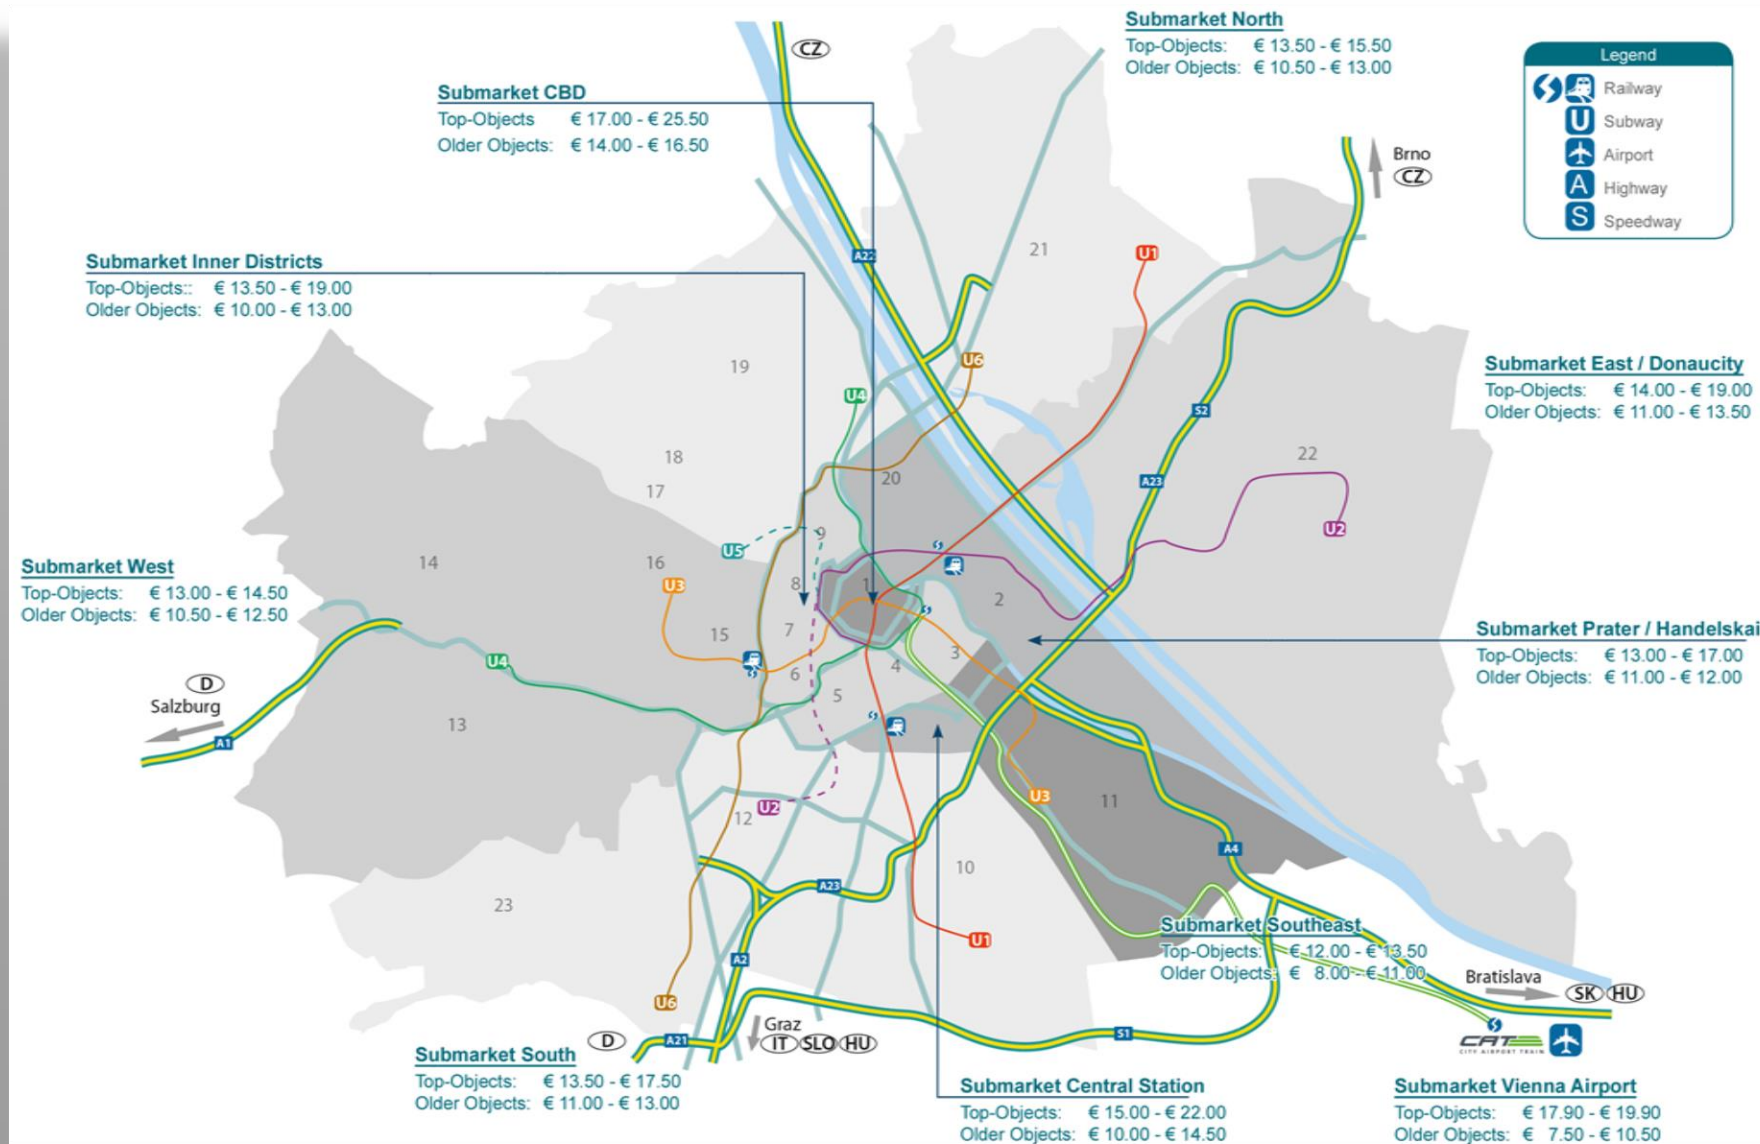 Submarket North
Top-Objects: € 13.50 - € 15.50
Older Objects: € 10.50 - € 13.00
Legend
Railway
U Subway
Airport
A Highway
S Speedway
CZ
Submarket CBD
Top-Objects € 17.00 - € 25.50
Older Objects: € 14.00 - € 16.50
Brno
CZ
A22
21
U1
Submarket Inner Districts
Top-Objects:: € 13.50 - € 19.00
Older Objects: € 10.00 - € 13.00
19
U6
U4
Submarket East / Donaucity
Top-Objects: € 14.00 - € 19.00
Older Objects: € 11.00 - € 13.50
S2
18
17
20
A23
22
U2
U5
9
14
16
U3
8
1
2
Submarket West
Top-Objects: € 13.00 - € 14.50
Older Objects: € 10.50 - € 12.50
15
7
3
4
6
5
Submarket Prater / Handelskai
Top-Objects: € 13.00 - € 17.00
Older Objects: € 11.00 - € 12.00
U4
D
Salzburg
A1
13
U2
12
U3
11
A4
10
A23
23
U1
A2
Submarket Southeast
Top-Objects: € 12.00 - € 13.50
Older Objects: € 8.00 - € 11.00
Bratislava
SK HU
U6
D
A21
Graz
IT SLO HU
S1
CAT
CITY AIRPORT TRAIN
Submarket South
Top-Objects: € 13.50 - € 17.50
Older Objects: € 11.00 - € 13.00
Submarket Central Station
Top-Objects: € 15.00 - € 22.00
Older Objects: € 10.00 - € 14.50
Submarket Vienna Airport
Top-Objects: € 17.90 - € 19.90
Older Objects: € 7.50 - € 10.50